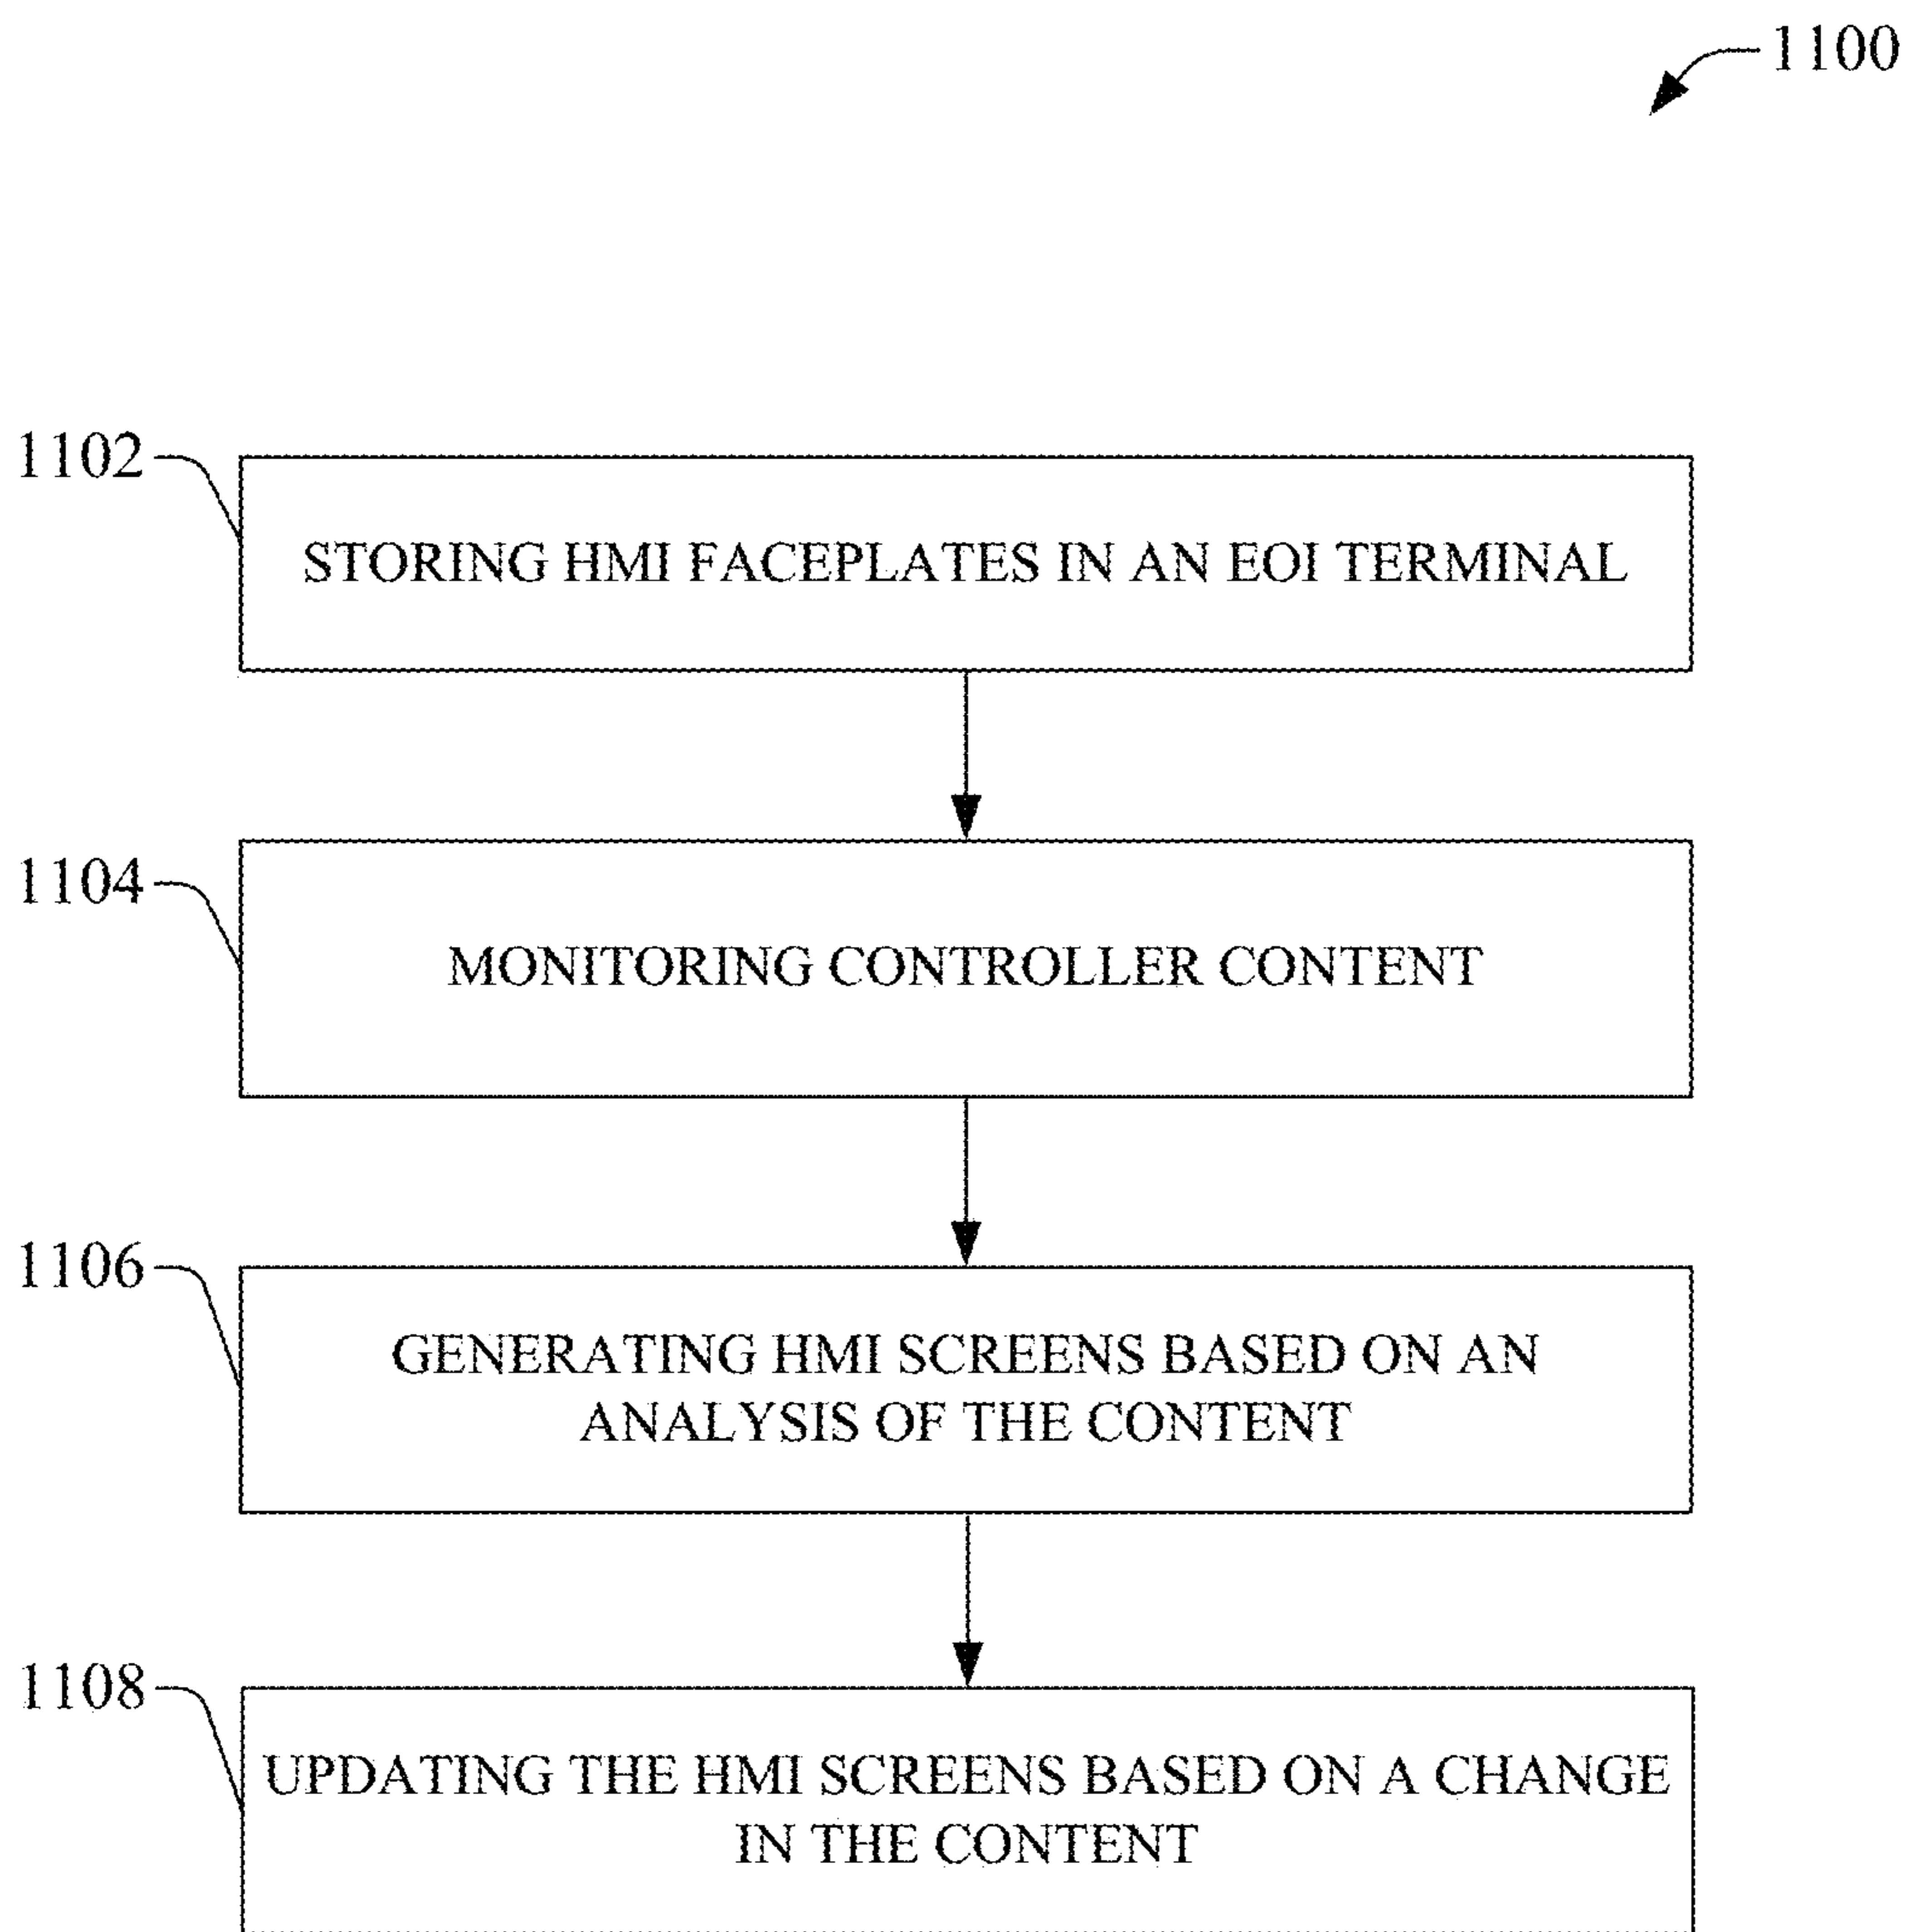 1100
1102
STORING HMI FACEPLATES IN AN EOI TERMINAL
1104
MONITORING CONTROLLER CONTENT
1106
GENERATING HMI SCREENS BASED ON AN
ANALYSIS OF THE CONTENT
1108
UPDATING THE HMI SCREENS BASED ON A CHANGE
IN THE CONTENT